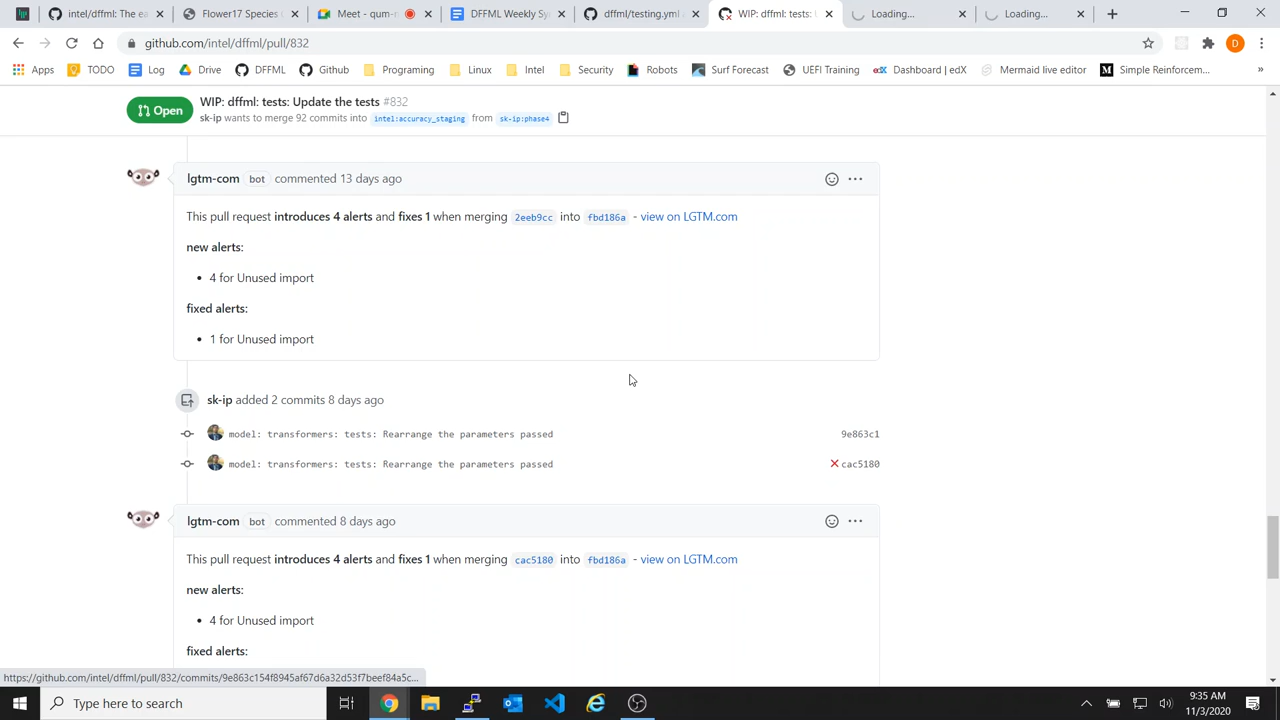 intel/dffml: The ea
Flower17 Species
Meet - qum-
DFFML Weekly Sy
dffml/testing.yml
WIP: dffml: tests: U
Loading...
Loading...
github.com/intel/dffml/pull/832
D
Apps
TODO
Log
Drive
DFFML
Github
Programing
Linux
Intel
Security
Robots
Surf Forecast
UEFI Training
edX
Dashboard | edX
Mermaid live editor
M
Simple Reinforcem...
»
Open
WIP: dffml: tests: Update the tests #832
sk-ip wants to merge 92 commits into intel:accuracy_staging from sk-ip:phase4
lgtm-com bot commented 13 days ago
This pull request introduces 4 alerts and fixes 1 when merging 2eeb9cc into fbd186a - view on LGTM.com
new alerts:
• 4 for Unused import
fixed alerts:
• 1 for Unused import
sk-ip added 2 commits 8 days ago
model: transformers: tests: Rearrange the parameters passed 9e863c1
model: transformers: tests: Rearrange the parameters passed cac5180
lgtm-com bot commented 8 days ago
This pull request introduces 4 alerts and fixes 1 when merging cac5180 into fbd186a - view on LGTM.com
new alerts:
• 4 for Unused import
fixed alerts:
https://github.com/intel/dffml/pull/832/commits/9e863c154f8945af67d6a32d53f7beef84a5c...
Type here to search
9:35 AM
11/3/2020